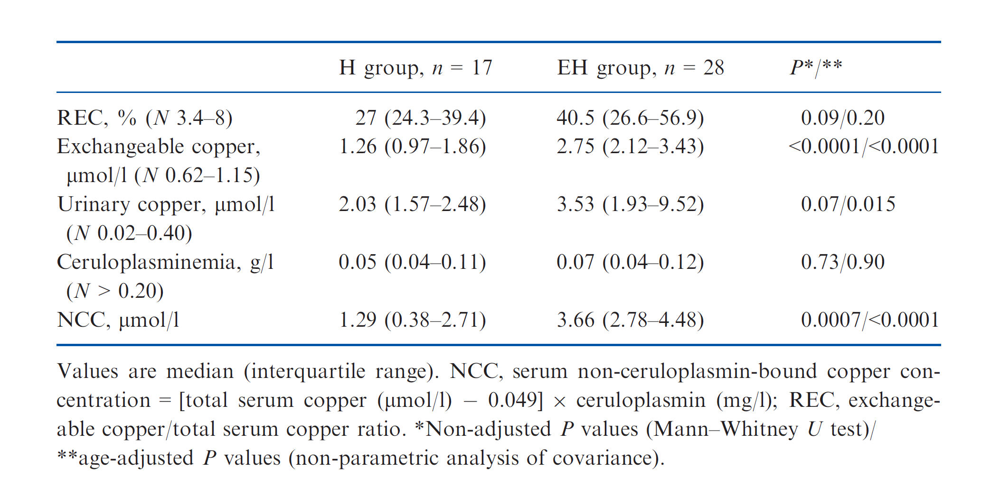 H group, n = 17 EH group, n = 28 P*/**
REC, % (N 3.4–8) 27 (24.3–39.4) 40.5 (26.6–56.9) 0.09/0.20
Exchangeable copper, 1.26 (0.97–1.86) 2.75 (2.12–3.43) <0.0001/<0.0001
μmol/l (N 0.62–1.15)
Urinary copper, μmol/l 2.03 (1.57–2.48) 3.53 (1.93–9.52) 0.07/0.015
(N 0.02–0.40)
Ceruloplasminemia, g/l 0.05 (0.04–0.11) 0.07 (0.04–0.12) 0.73/0.90
(N > 0.20)
NCC, μmol/l 1.29 (0.38–2.71) 3.66 (2.78–4.48) 0.0007/<0.0001
Values are median (interquartile range). NCC, serum non-ceruloplasmin-bound copper con-
centration = [total serum copper (μmol/l) − 0.049] × ceruloplasmin (mg/l); REC, exchange-
able copper/total serum copper ratio. *Non-adjusted P values (Mann–Whitney U test)/
**age-adjusted P values (non-parametric analysis of covariance).